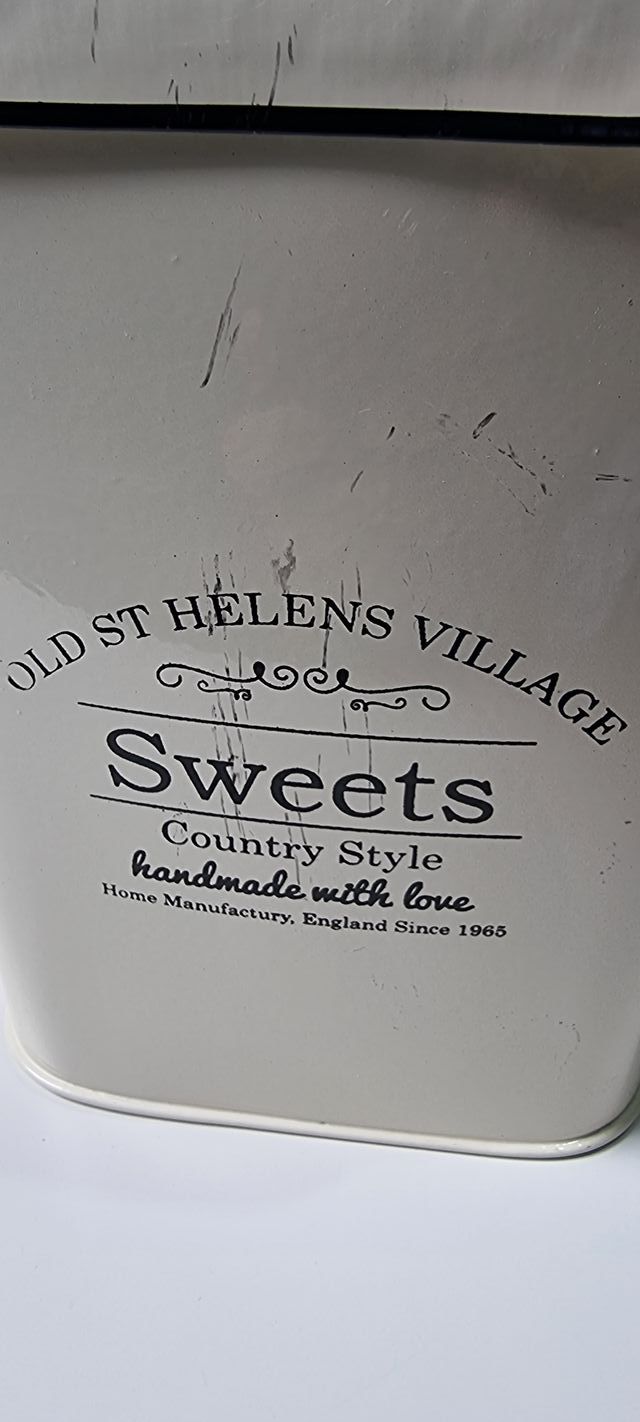 OLD ST HELENS VILLAGE
Sweets
Country Style
handmade with love
Home Manufactury, England Since 1965